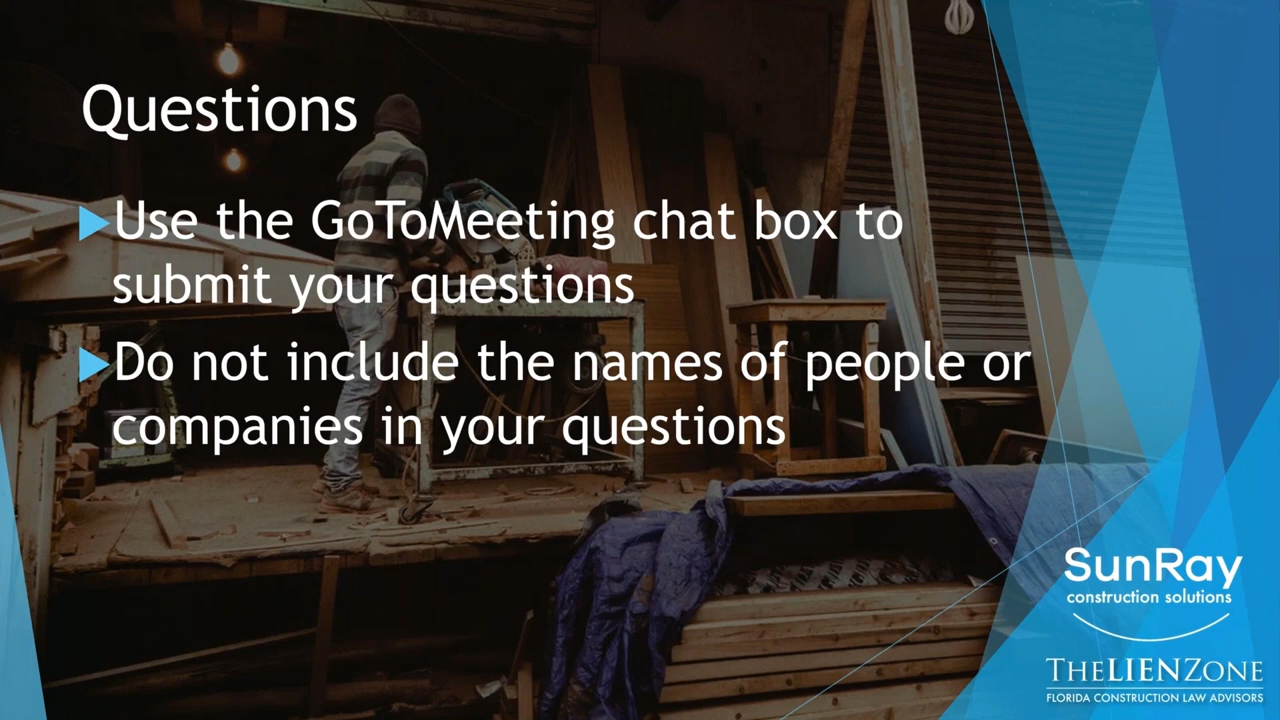 Questions
Use the GoToMeeting chat box to
submit your questions
Do not include the names of people or
companies in your questions
SunRay
construction solutions
THELIENZONE
FLORIDA CONSTRUCTION LAW ADVISORS